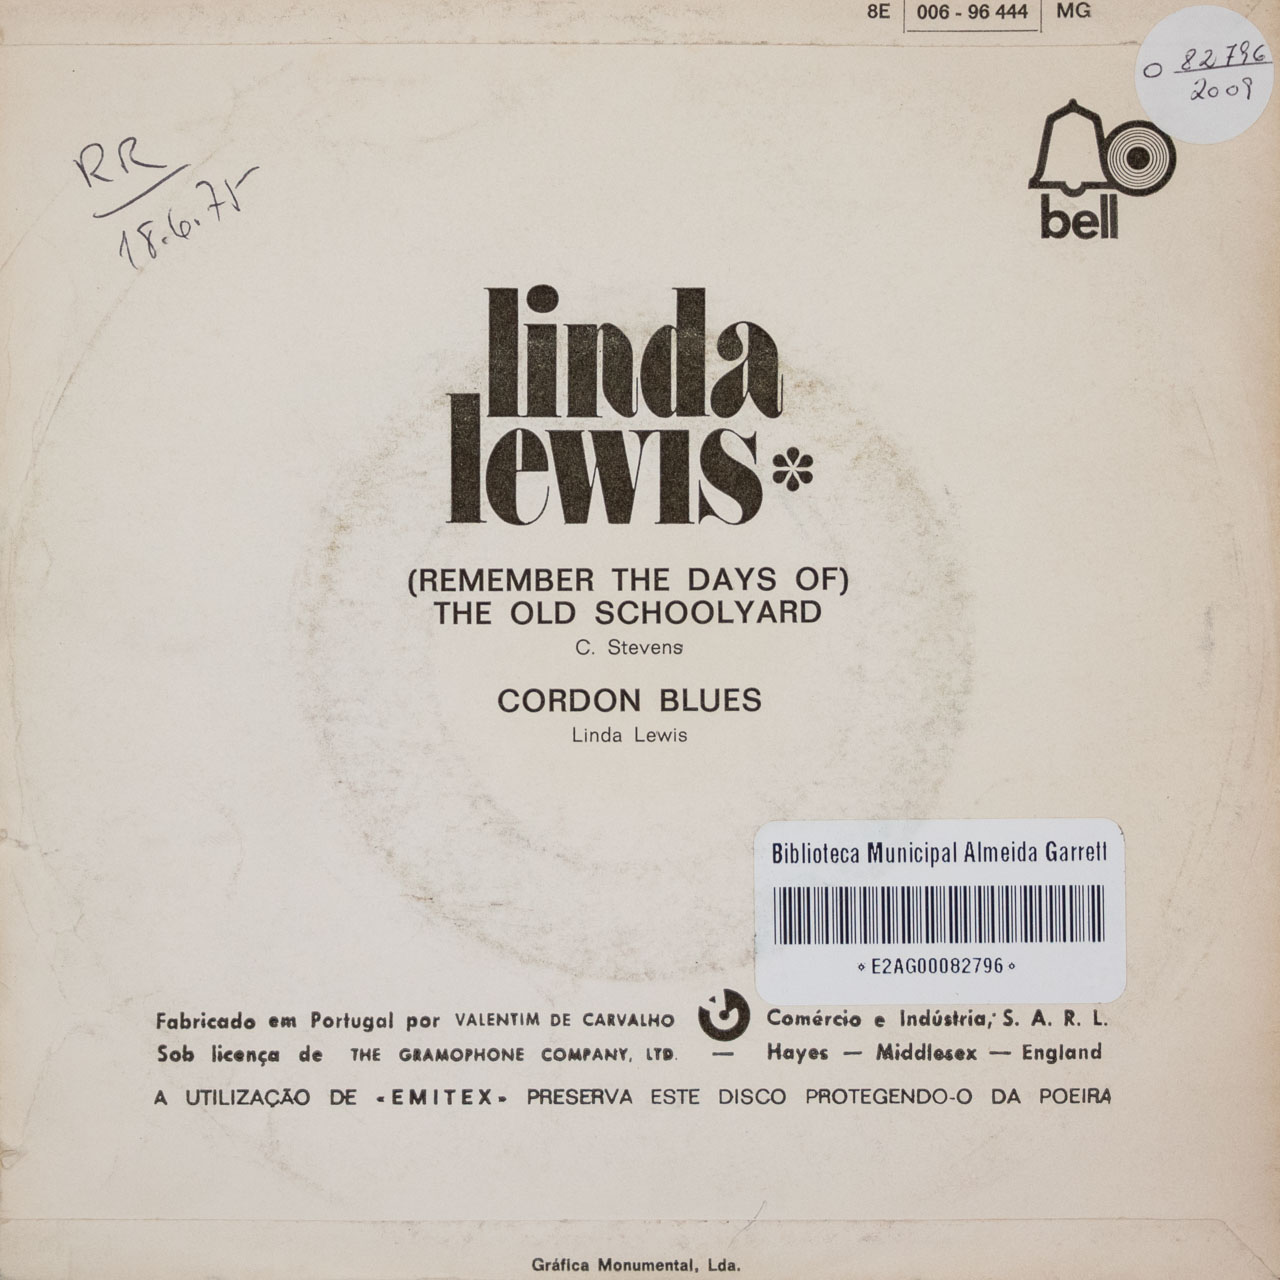 8E 006 - 96 444 MG
O 82796
2009
RR
18.6.75
bell
linda
lewis*
(REMEMBER THE DAYS OF)
THE OLD SCHOOLYARD
C. Stevens
CORDON BLUES
Linda Lewis
Biblioteca Municipal Almeida Garrett
E2AG00082796
Fabricado em Portugal por VALENTIM DE CARVALHO Comércio e Indústria, S. A. R. L.
Sob licença de THE GRAMOPHONE COMPANY, LTD. — Hayes — Middlesex — England
A UTILIZAÇÃO DE «EMITEX» PRESERVA ESTE DISCO PROTEGENDO-O DA POEIRA
Gráfica Monumental, Lda.